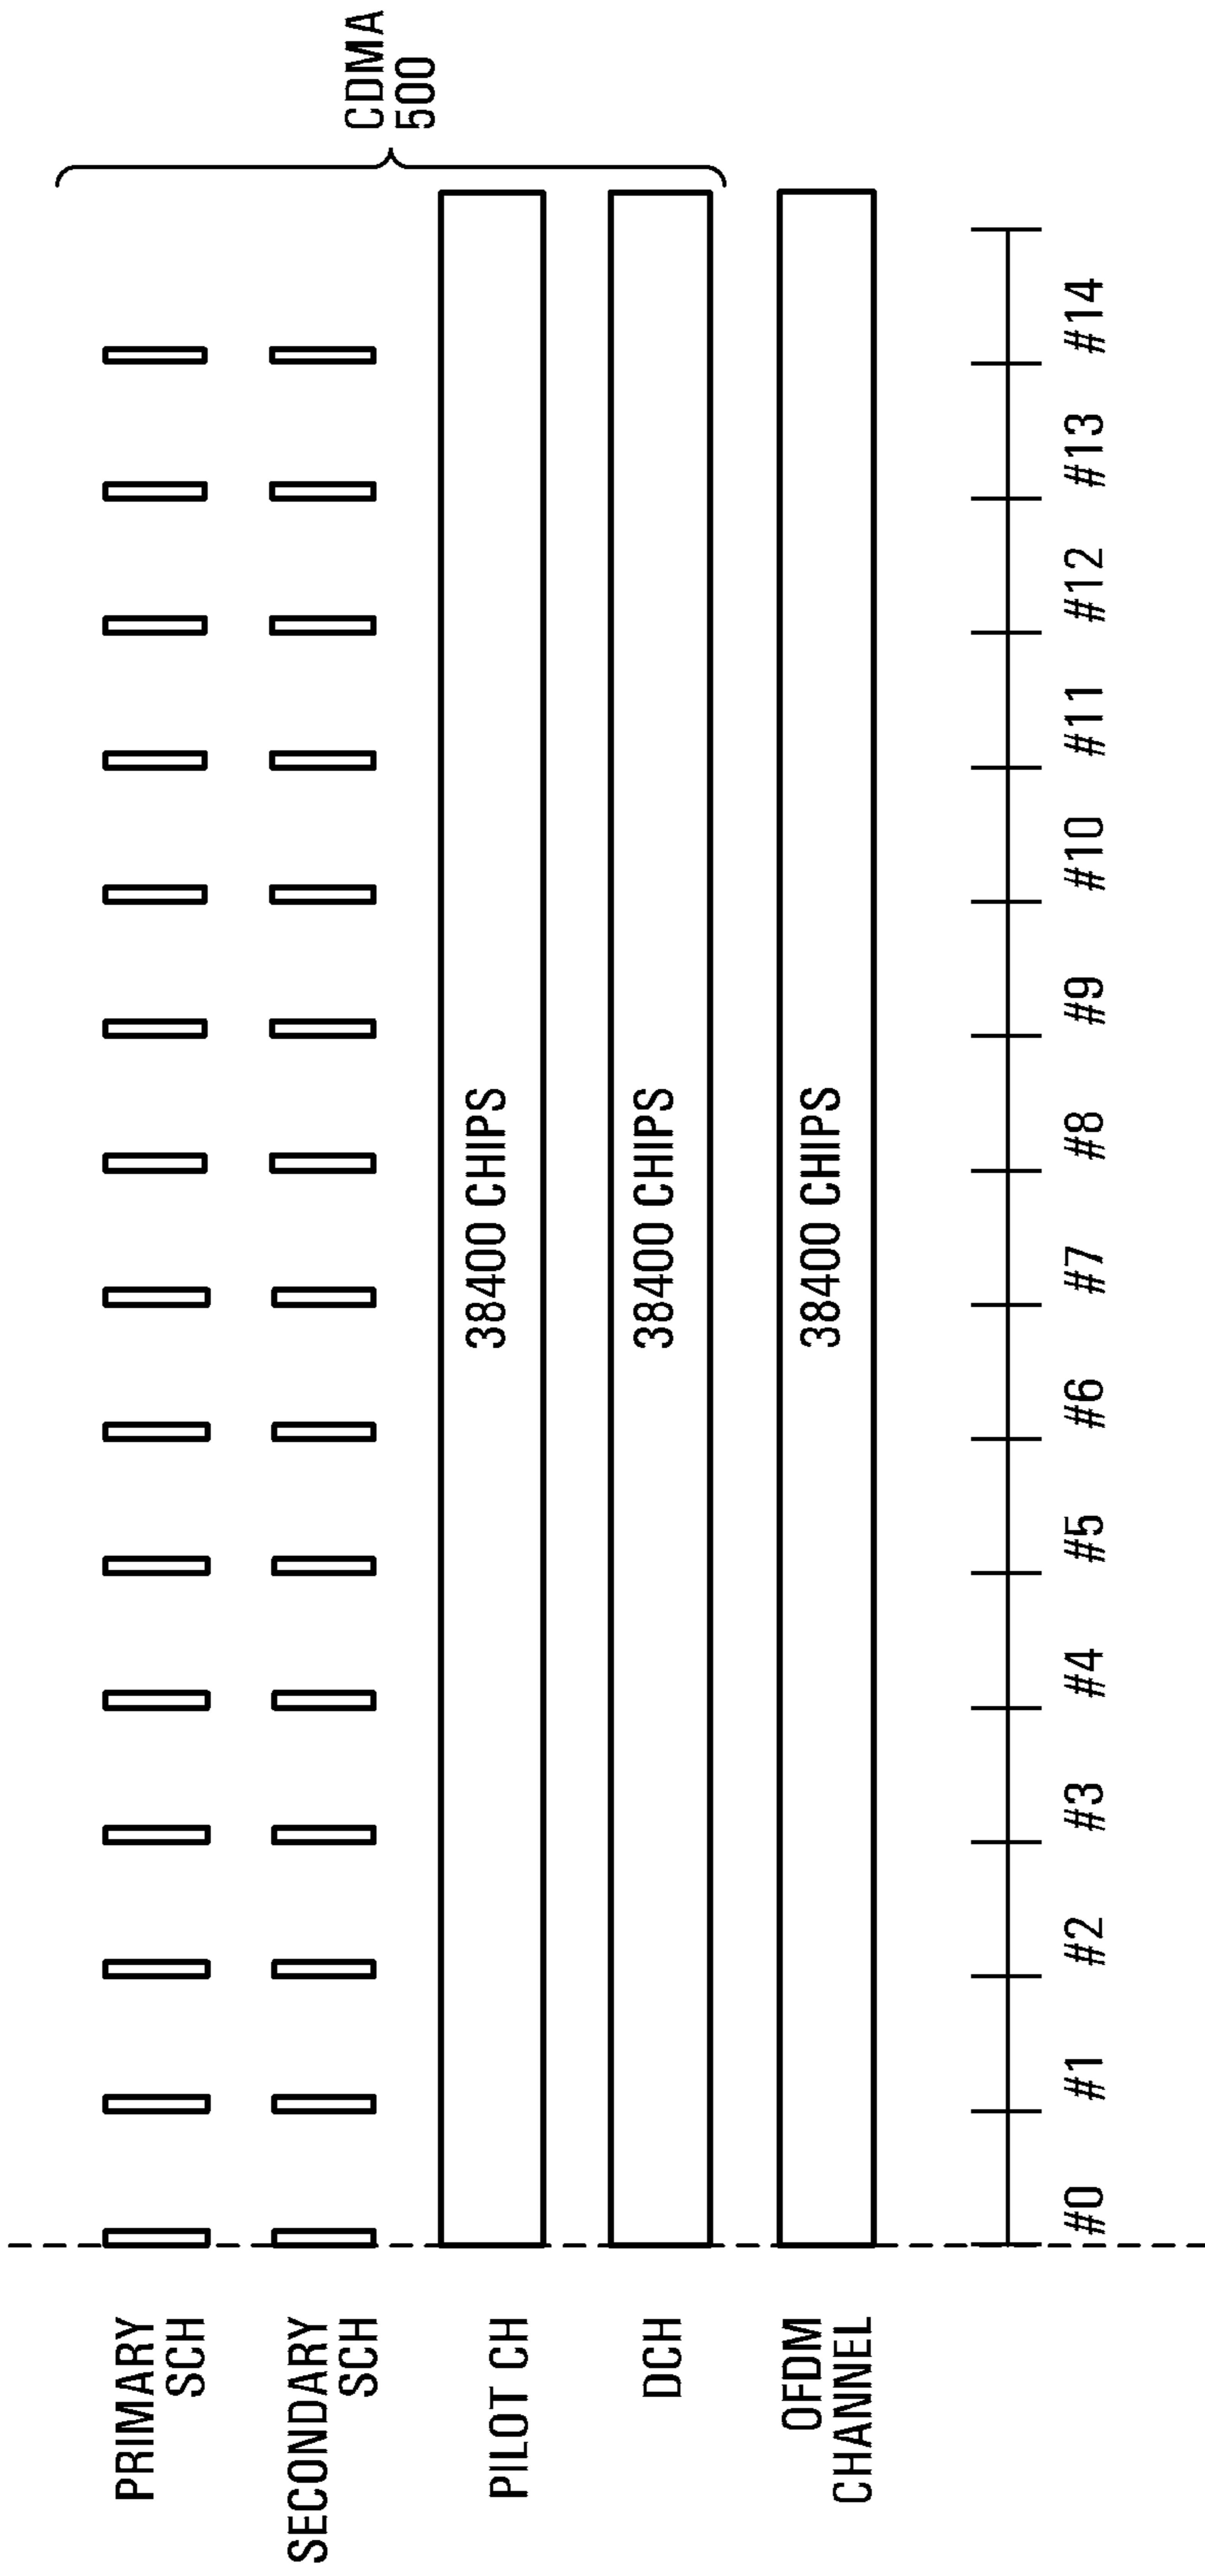 CDMA
500
PRIMARY
SCH
SECONDARY
SCH
PILOT CH
38400 CHIPS
DCH
38400 CHIPS
OFDM
CHANNEL
38400 CHIPS
#0 #1 #2 #3 #4 #5 #6 #7 #8 #9 #10 #11 #12 #13 #14